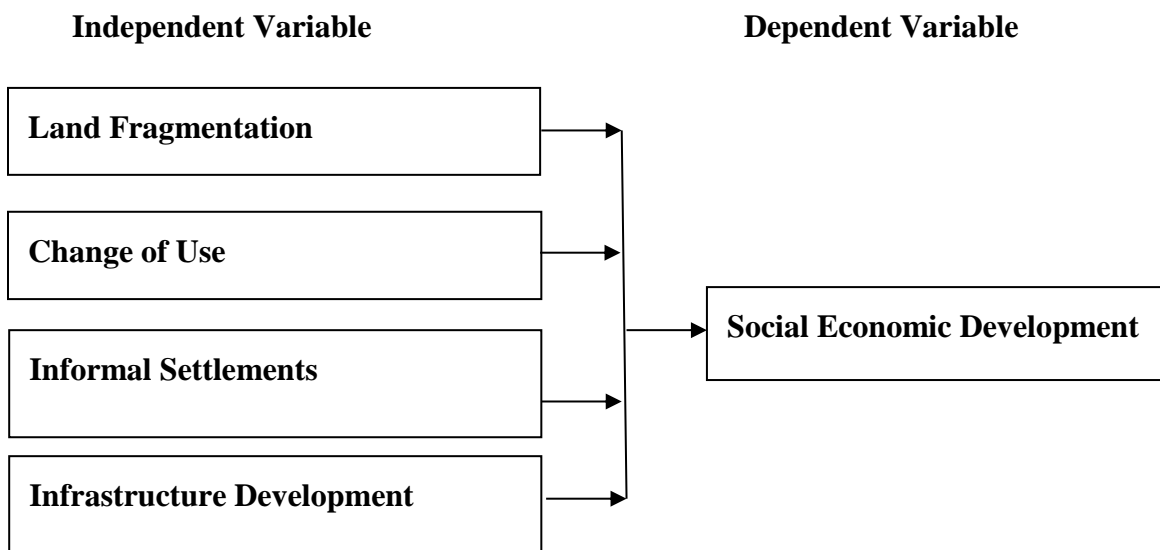 Independent Variable
Dependent Variable
Land Fragmentation
Change of Use
Informal Settlements
Infrastructure Development
Social Economic Development